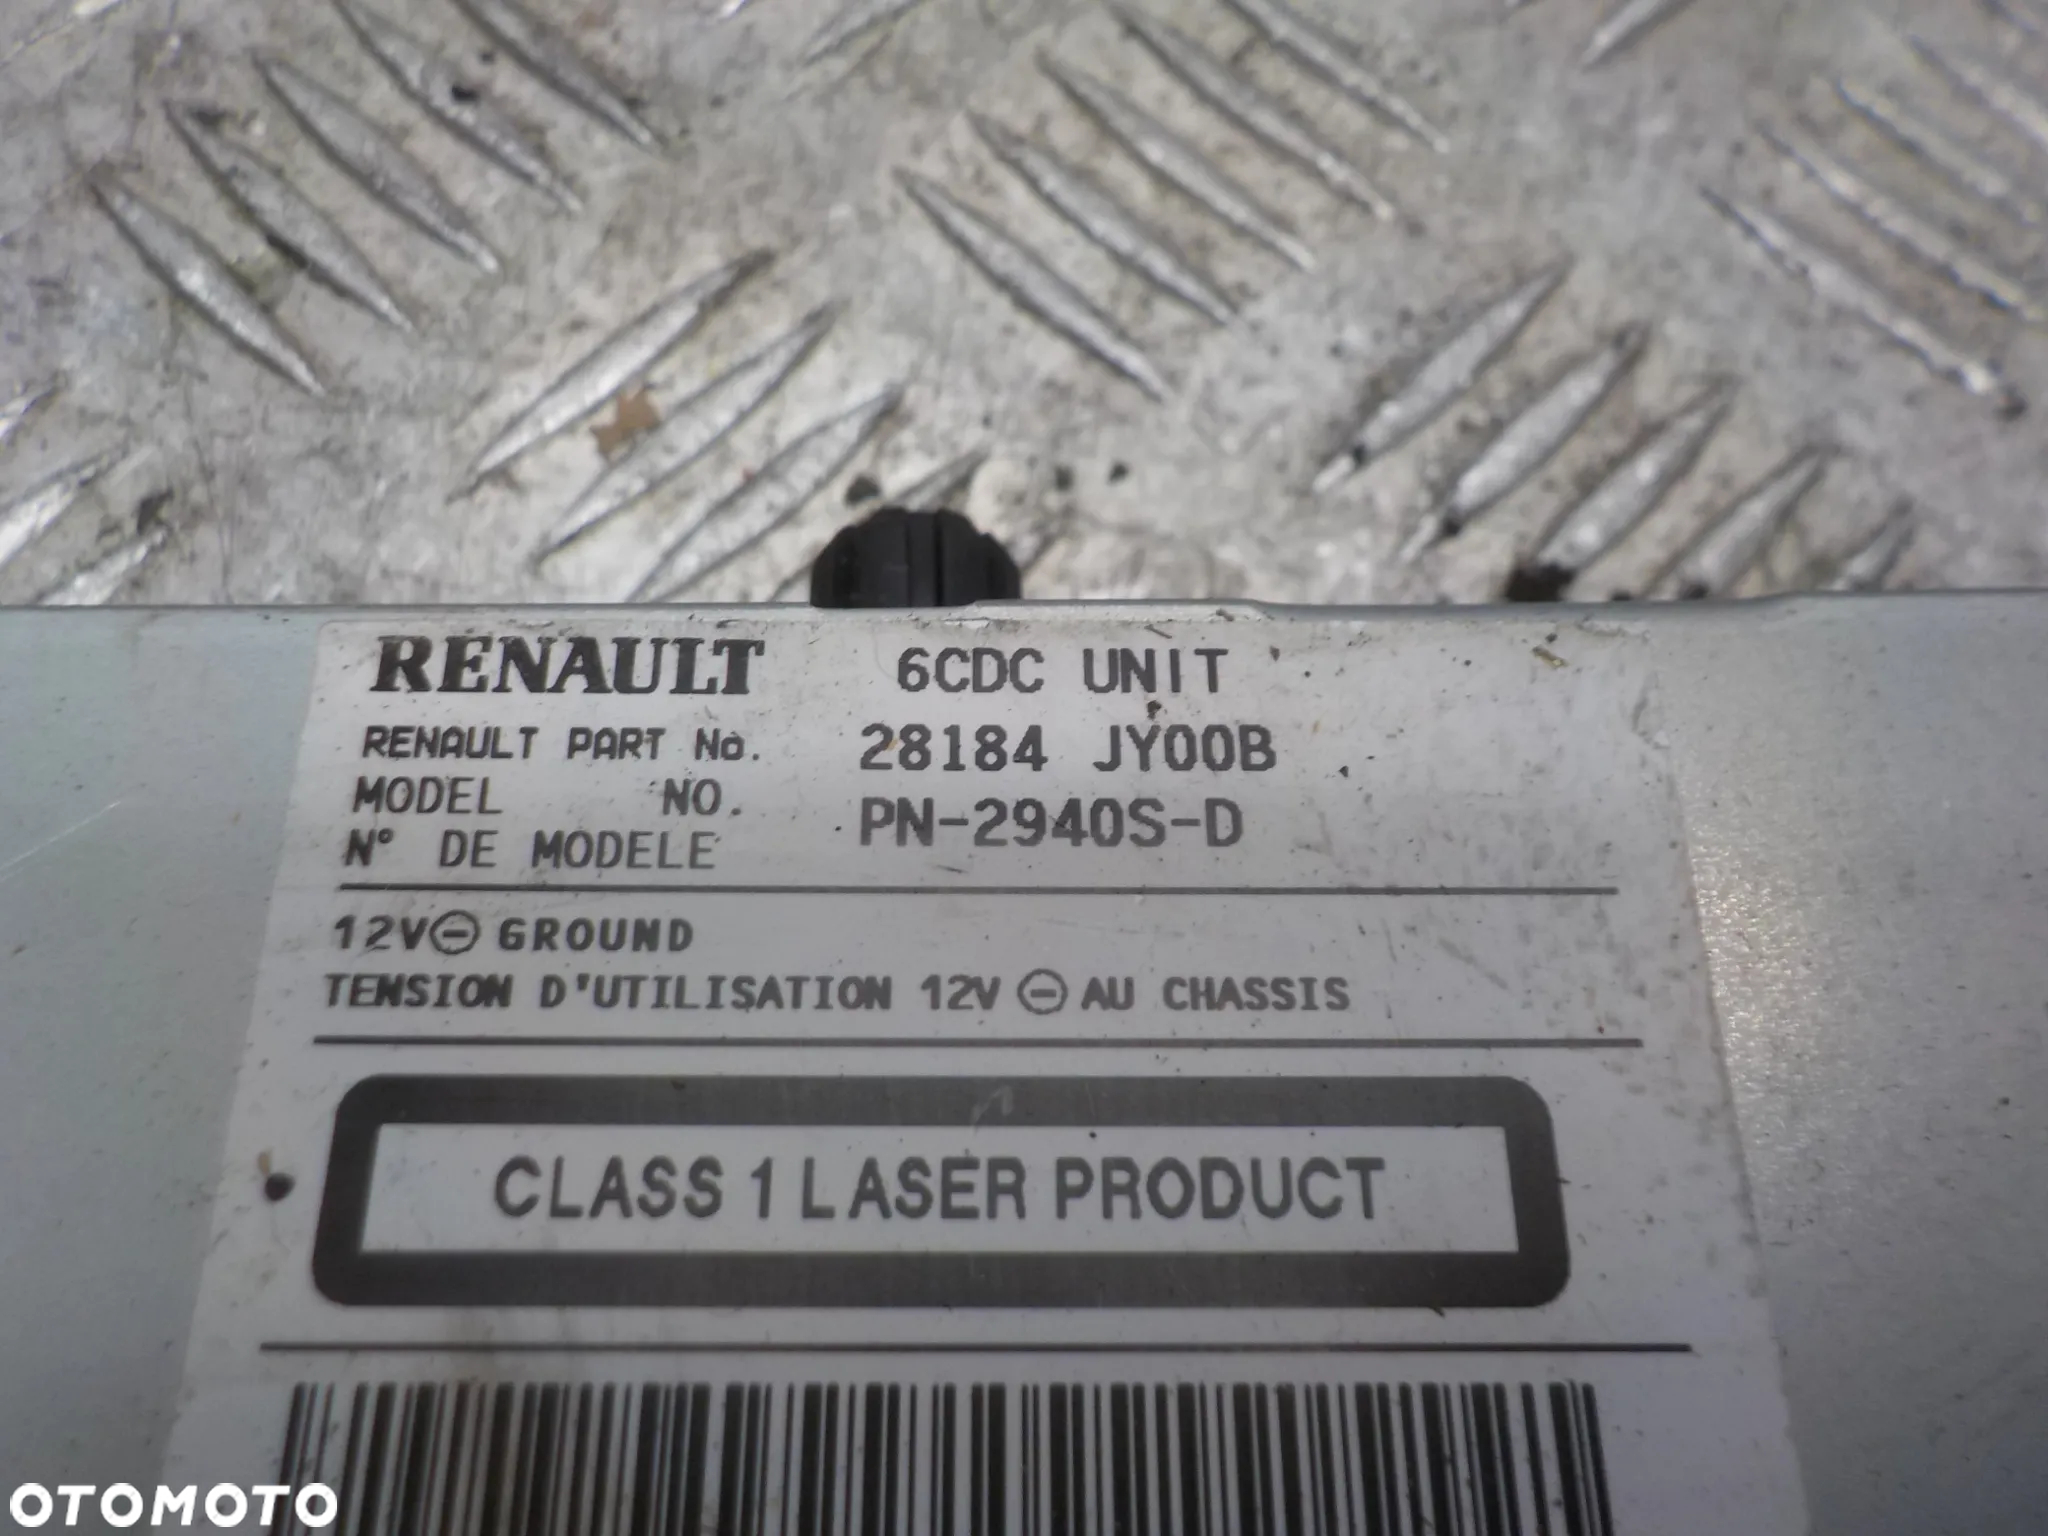 RENAULT 6CDC UNIT
RENAULT PART No. 28184 JY00B
MODEL NO. PN-2940S-D
N° DE MODELE
12V⊖ GROUND
TENSION D'UTILISATION 12V ⊖ AU CHASSIS
CLASS 1 LASER PRODUCT
OTOMOTO